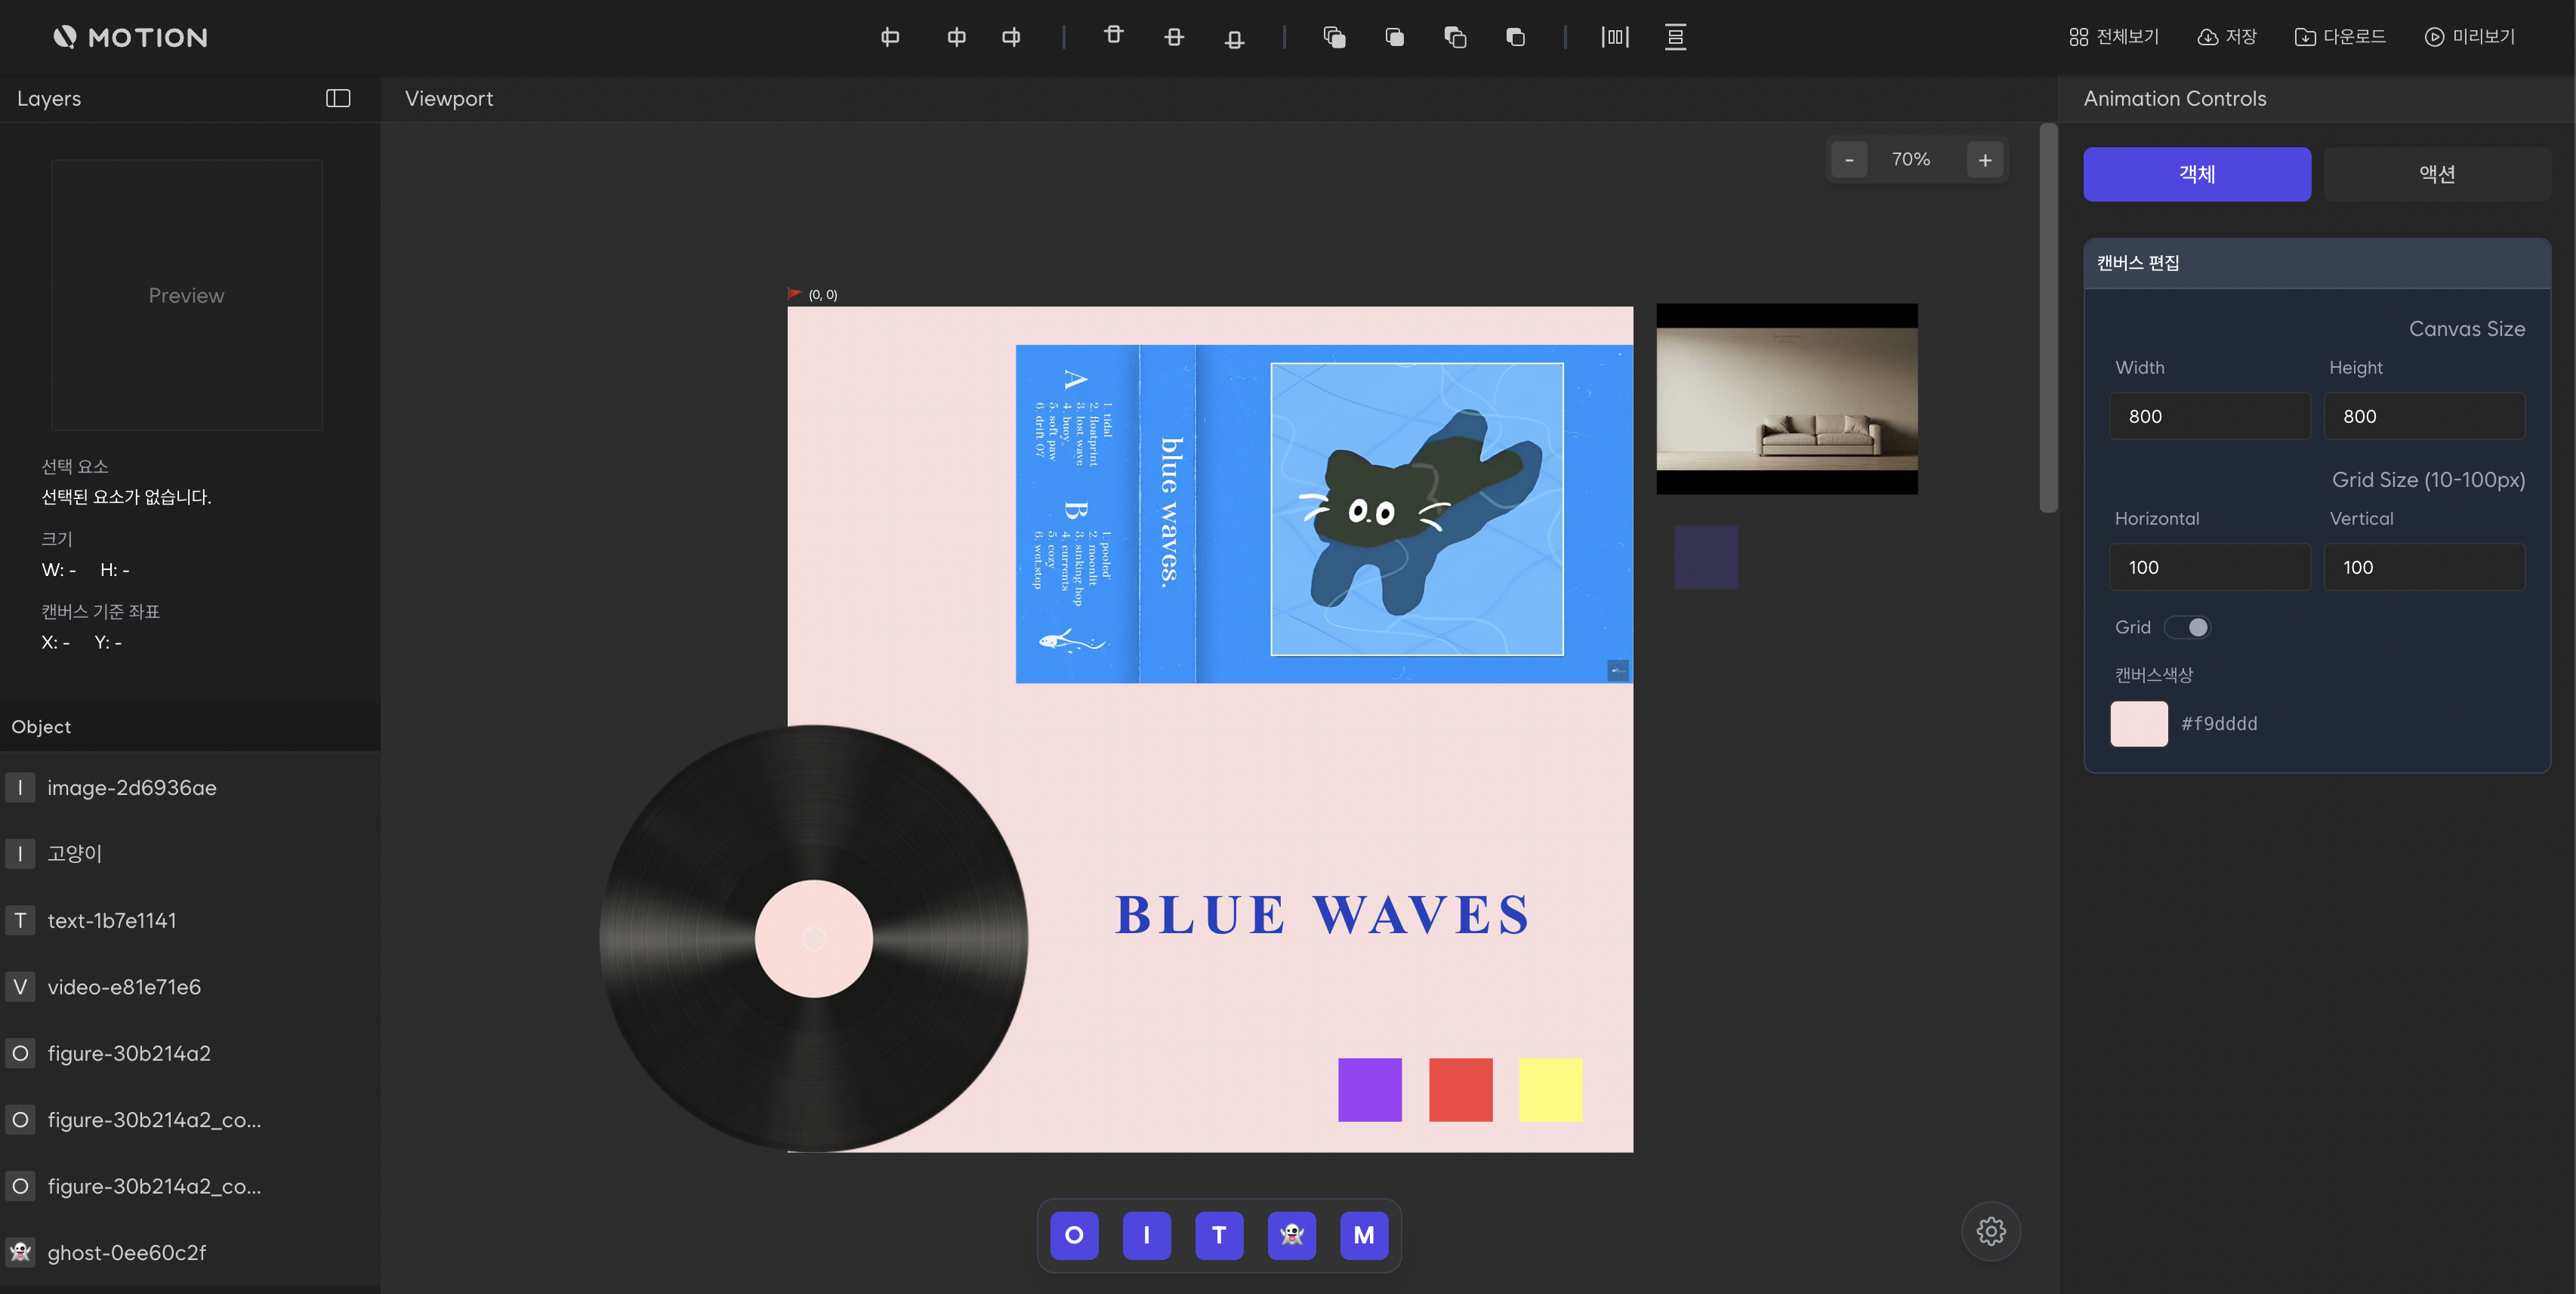 MOTION
전체보기
저장
다운로드
미리보기
Layers
Viewport
Animation Controls
Preview
선택 요소
선택된 요소가 없습니다.
크기
W: - H: -
캔버스 기준 좌표
X: - Y: -
Object
I image-2d6936ae
I 고양이
T text-1b7e1141
V video-e81e71e6
O figure-30b214a2
O figure-30b214a2_co...
O figure-30b214a2_co...
👻 ghost-0ee60c2f
- 70% +
(0, 0)
A
1. tidal
2. floatprint
3. lost wave
4. buoy
5. soft paw
6. drift 07
B
1. pooled
2. moonlit
3. sinking hop
4. currents
5. cozy
6. wet.step
blue waves.
BLUE WAVES
O I T 👻 M
객체
액션
캔버스 편집
Canvas Size
Width Height
800 800
Grid Size (10-100px)
Horizontal Vertical
100 100
Grid
캔버스색상
#f9dddd